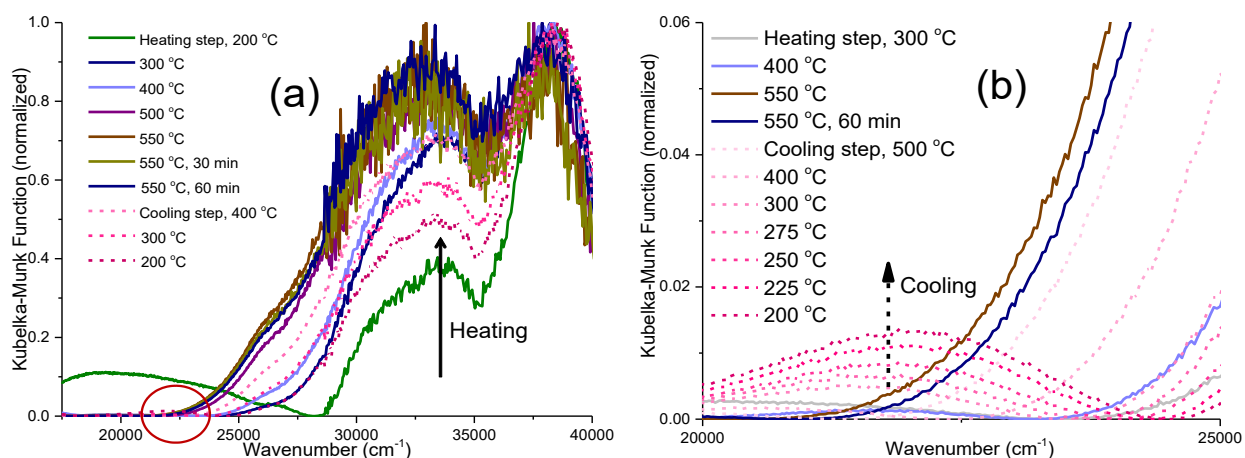 Kubelka-Munk Function (normalized)
1.0
0.8
0.6
0.4
0.2
0.0
(a)
Heating step, 200 °C
300 °C
400 °C
500 °C
550 °C
550 °C, 30 min
550 °C, 60 min
Cooling step, 400 °C
300 °C
200 °C
Heating
20000 25000 30000 35000 40000
Wavenumber (cm-1)
Kubelka-Munk Function (normalized)
0.06
0.04
0.02
0.00
(b)
Heating step, 300 °C
400 °C
550 °C
550 °C, 60 min
Cooling step, 500 °C
400 °C
300 °C
275 °C
250 °C
225 °C
200 °C
Cooling
20000 25000
Wavenumber (cm-1)